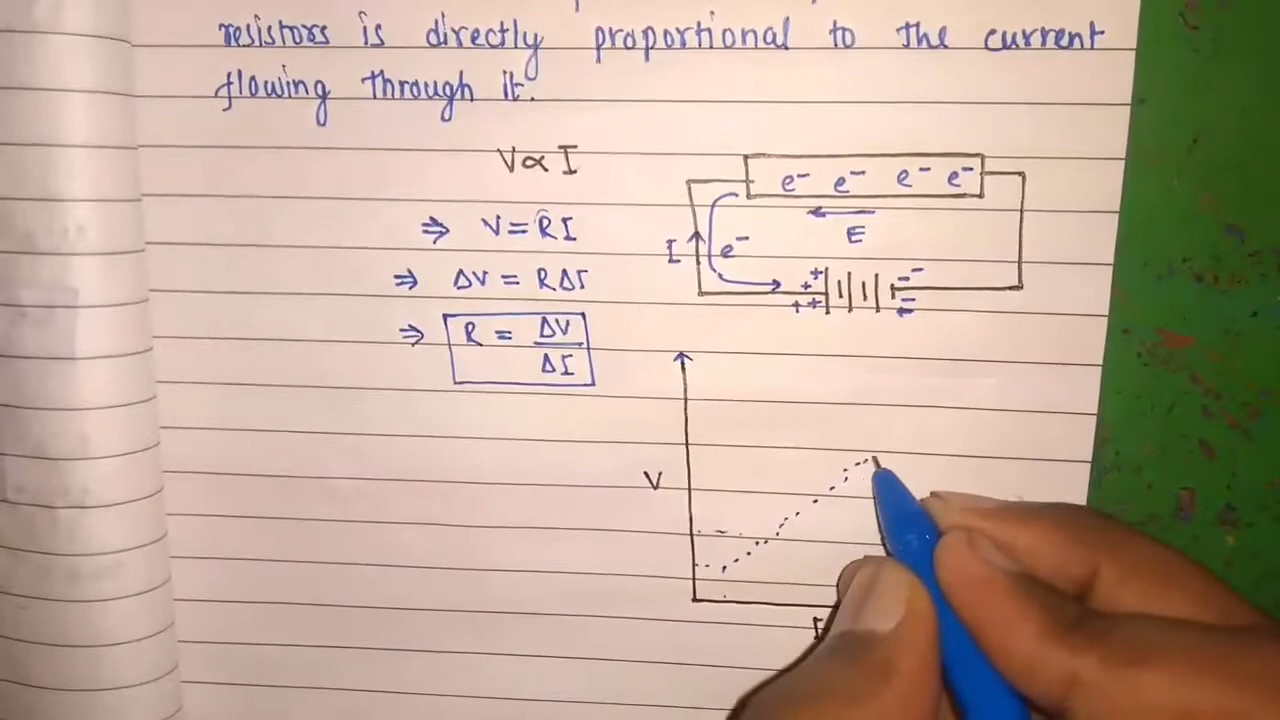 resistors is directly proportional to the current
flowing through it.
V∝I
⇒ V=RI
⇒ ΔV = RΔI
⇒ R = ΔV/ΔI
e⁻ e⁻ e⁻ e⁻
E
I
e⁻
+ + + +
− − −
V
I